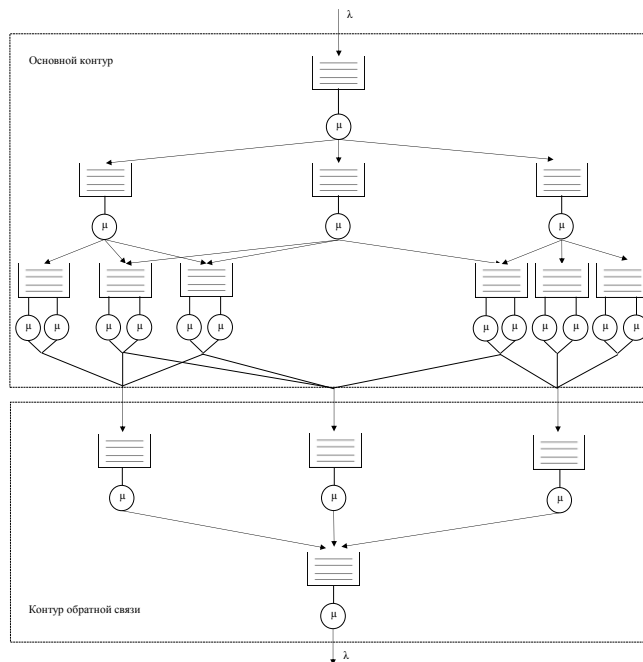 λ
Основной контур
μ
μ μ μ
μ μ μ μ μ μ μ μ μ μ μ μ
μ μ μ
Контур обратной связи
μ
λ